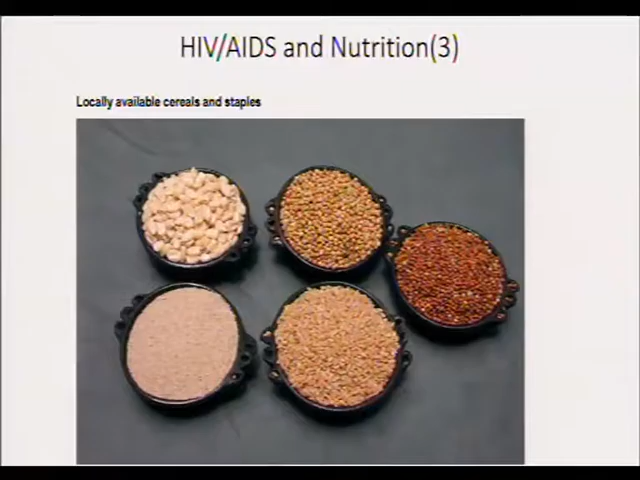 HIV/AIDS and Nutrition(3)
Locally available cereals and staples